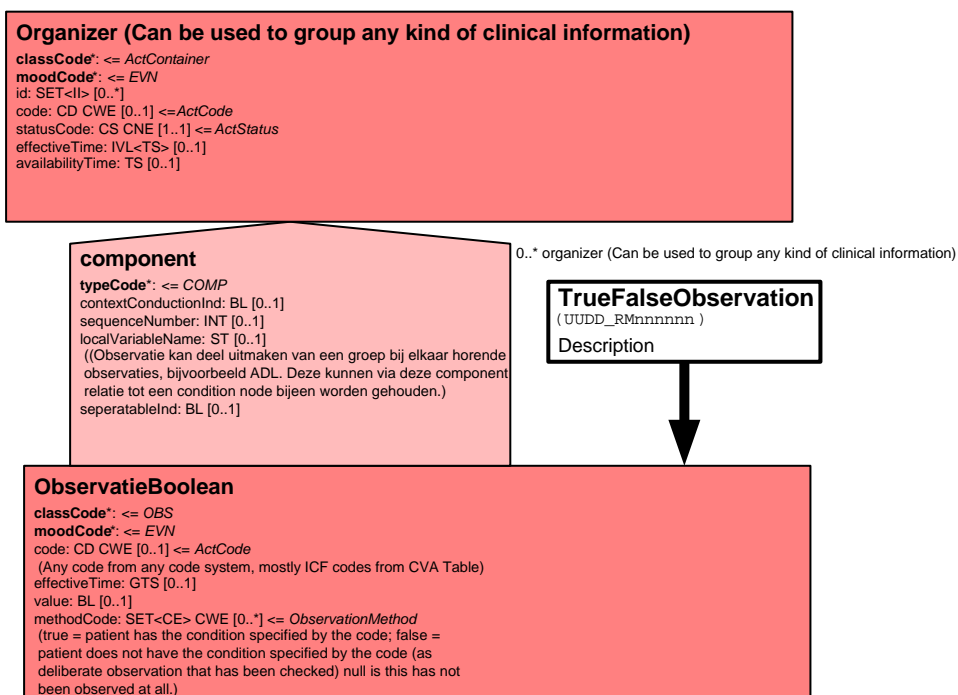 Organizer (Can be used to group any kind of clinical information)
classCode*: <= ActContainer
moodCode*: <= EVN
id: SET<II> [0..*]
code: CD CWE [0..1] <=ActCode
statusCode: CS CNE [1..1] <= ActStatus
effectiveTime: IVL<TS> [0..1]
availabilityTime: TS [0..1]
0..* organizer (Can be used to group any kind of clinical information)
component
typeCode*: <= COMP
contextConductionInd: BL [0..1]
sequenceNumber: INT [0..1]
localVariableName: ST [0..1]
((Observatie kan deel uitmaken van een groep bij elkaar horende
observaties, bijvoorbeeld ADL. Deze kunnen via deze component
relatie tot een condition node bijeen worden gehouden.)
seperatableInd: BL [0..1]
TrueFalseObservation
(UUDD_RMnnnnnn )
Description
ObservatieBoolean
classCode*: <= OBS
moodCode*: <= EVN
code: CD CWE [0..1] <= ActCode
(Any code from any code system, mostly ICF codes from CVA Table)
effectiveTime: GTS [0..1]
value: BL [0..1]
methodCode: SET<CE> CWE [0..*] <= ObservationMethod
(true = patient has the condition specified by the code; false =
patient does not have the condition specified by the code (as
deliberate observation that has been checked) null is this has not
been observed at all.)